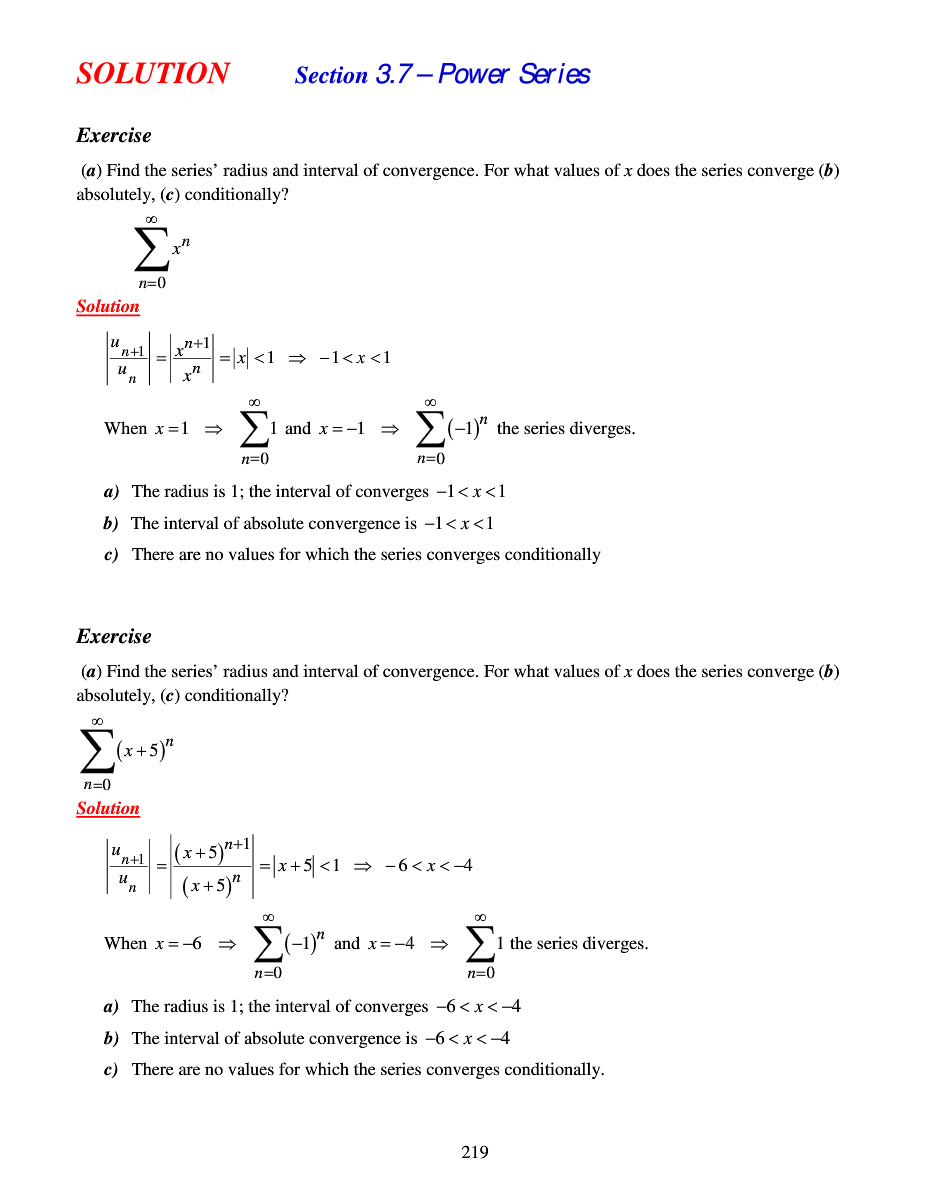 SOLUTION Section 3.7 – Power Series
Exercise
(a) Find the series’ radius and interval of convergence. For what values of x does the series converge (b)
absolutely, (c) conditionally?
\sum_{n=0}^{\infty} x^n
Solution
\left|\frac{u_{n+1}}{u_n}\right| = \left|\frac{x^{n+1}}{x^n}\right| = |x| < 1 ⇒ −1 < x < 1
When x = 1 ⇒ \sum_{n=0}^{\infty} 1 and x = −1 ⇒ \sum_{n=0}^{\infty} (−1)^n the series diverges.
a) The radius is 1; the interval of converges −1 < x < 1
b) The interval of absolute convergence is −1 < x < 1
c) There are no values for which the series converges conditionally
Exercise
(a) Find the series’ radius and interval of convergence. For what values of x does the series converge (b)
absolutely, (c) conditionally?
\sum_{n=0}^{\infty} (x + 5)^n
Solution
\left|\frac{u_{n+1}}{u_n}\right| = \left|\frac{(x + 5)^{n+1}}{(x + 5)^n}\right| = |x + 5| < 1 ⇒ −6 < x < −4
When x = −6 ⇒ \sum_{n=0}^{\infty} (−1)^n and x = −4 ⇒ \sum_{n=0}^{\infty} 1 the series diverges.
a) The radius is 1; the interval of converges −6 < x < −4
b) The interval of absolute convergence is −6 < x < −4
c) There are no values for which the series converges conditionally.
219